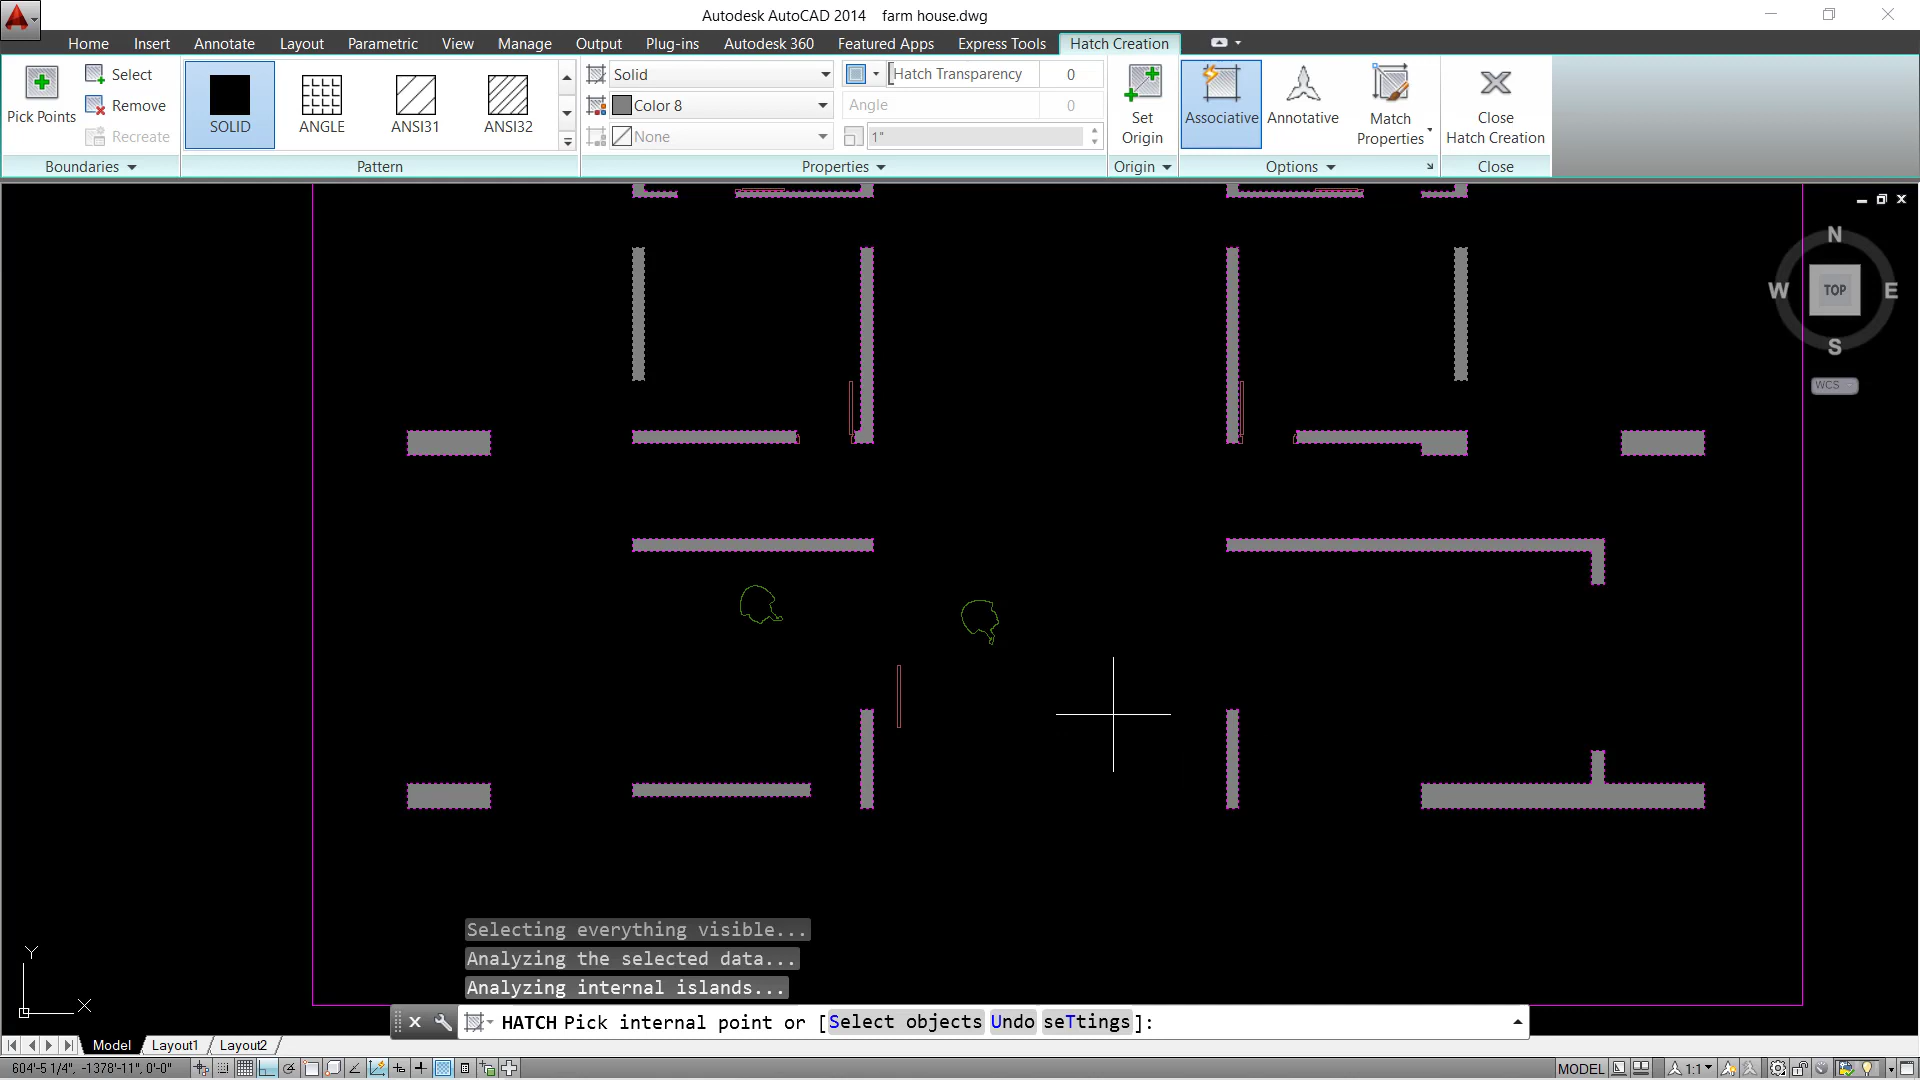 Autodesk AutoCAD 2014 farm house.dwg
Home Insert Annotate Layout Parametric View Manage Output Plug-ins Autodesk 360 Featured Apps Express Tools Hatch Creation
Pick Points
Select
Remove
Recreate
Boundaries
SOLID ANGLE ANSI31 ANSI32
Pattern
Solid
Color 8
None
Hatch Transparency 0
Angle 0
1"
Properties
Set
Origin
Origin
Associative
Annotative
Match
Properties
Options
Close
Hatch Creation
Close
N
W TOP E
S
WCS
Selecting everything visible...
Analyzing the selected data...
Analyzing internal islands...
Y
X
HATCH Pick internal point or [Select objects Undo seTtings]:
Model Layout1 Layout2
604'-5 1/4", -1378'-11", 0'-0" MODEL 1:1